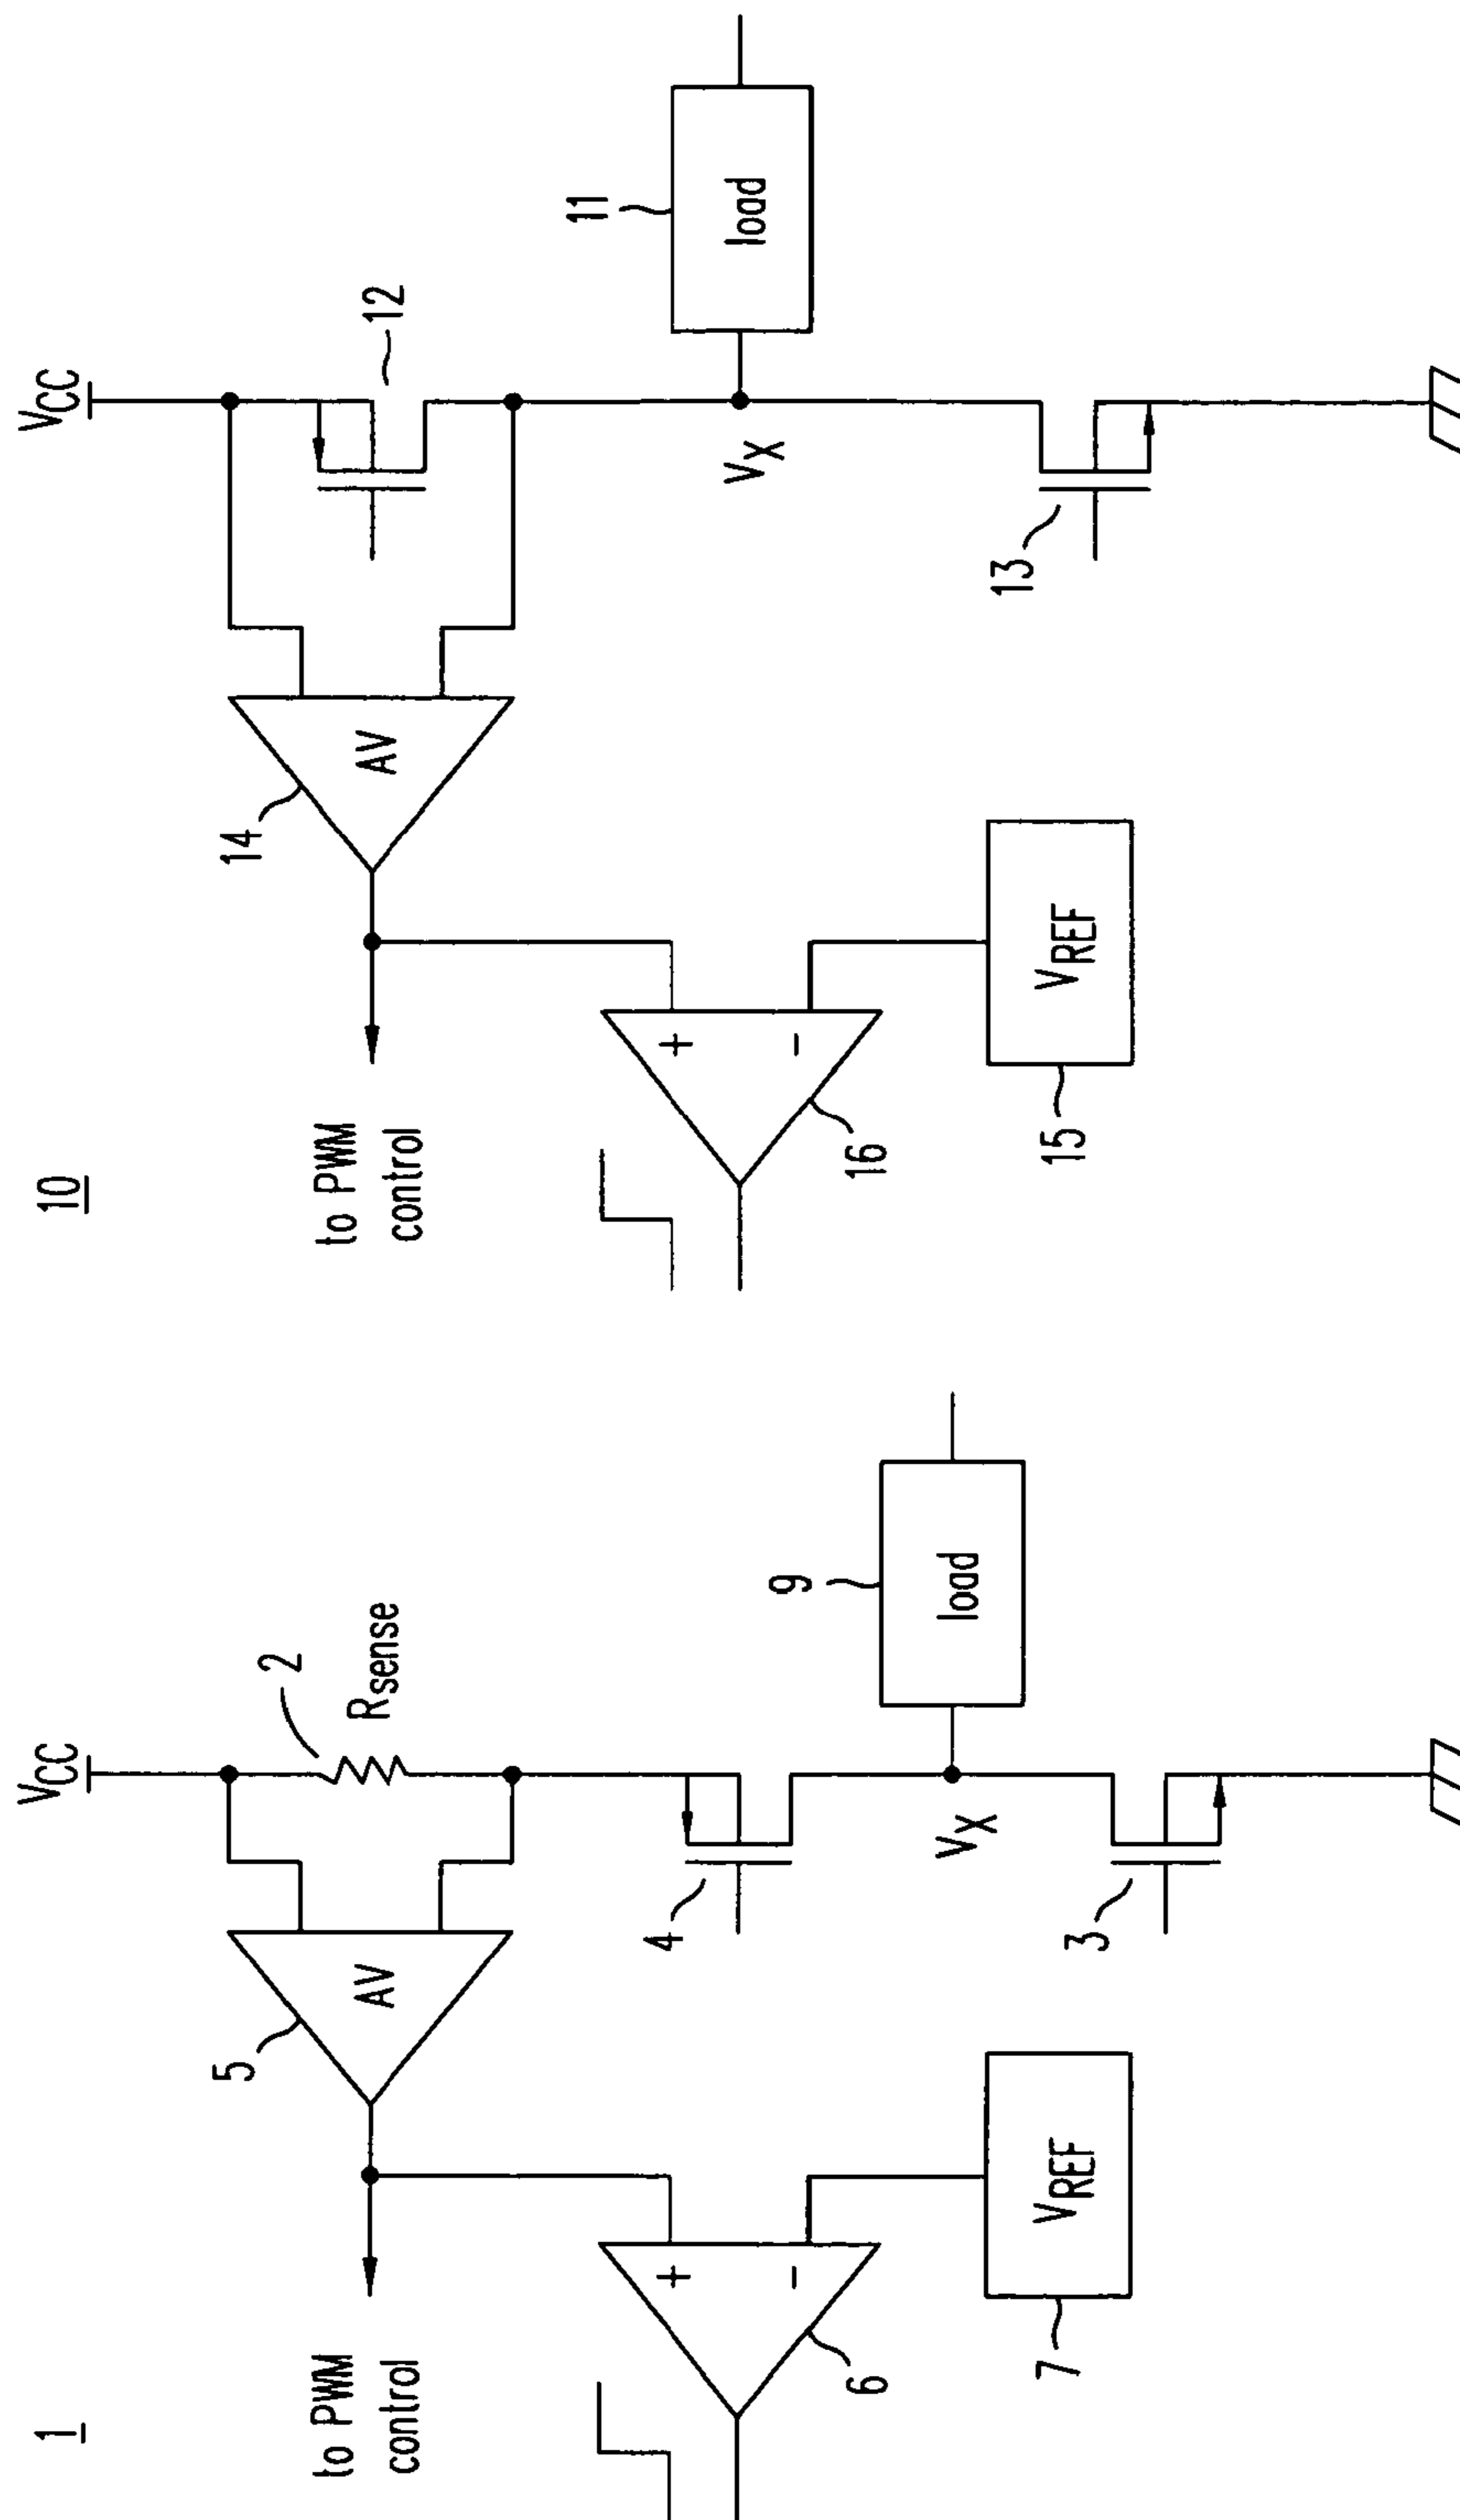 1
to PWM
control
5
AV
6
+
-
7
VREF
VCC
2
Rsense
4
3
VX
9
load
10
to PWM
control
14
AV
16
+
-
15
VREF
VCC
12
13
VX
11
load